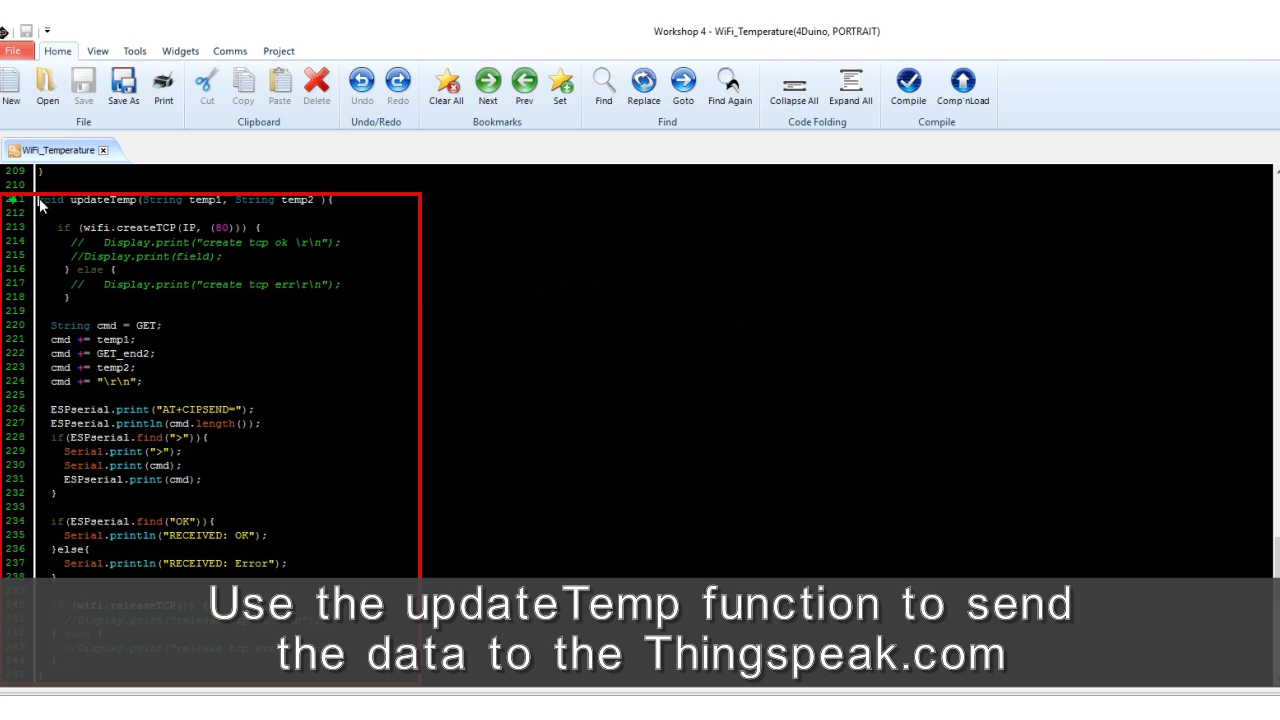 Workshop 4 - WiFi_Temperature(4Duino, PORTRAIT)
File Home View Tools Widgets Comms Project
New Open Save Save As Print Cut Copy Paste Delete Undo Redo Clear All Next Prev Set Find Replace Goto Find Again Collapse All Expand All Compile Comp'nLoad
File Clipboard Undo/Redo Bookmarks Find Code Folding Compile
WiFi_Temperature
209 }
210
211 void updateTemp(String temp1, String temp2 ){
212
213 if (wifi.createTCP(IP, (80))) {
214 // Display.print("create tcp ok \r\n");
215 //Display.print(field);
216 } else {
217 // Display.print("create tcp err\r\n");
218 }
219
220 String cmd = GET;
221 cmd += temp1;
222 cmd += GET_end2;
223 cmd += temp2;
224 cmd += "\r\n";
225
226 ESPserial.print("AT+CIPSEND=");
227 ESPserial.println(cmd.length());
228 if(ESPserial.find(">")){
229 Serial.print(">");
230 Serial.print(cmd);
231 ESPserial.print(cmd);
232 }
233
234 if(ESPserial.find("OK")){
235 Serial.println("RECEIVED: OK");
236 }else{
237 Serial.println("RECEIVED: Error");
238 }
Use the updateTemp function to send
the data to the Thingspeak.com
240 if (wifi.releaseTCP()) {